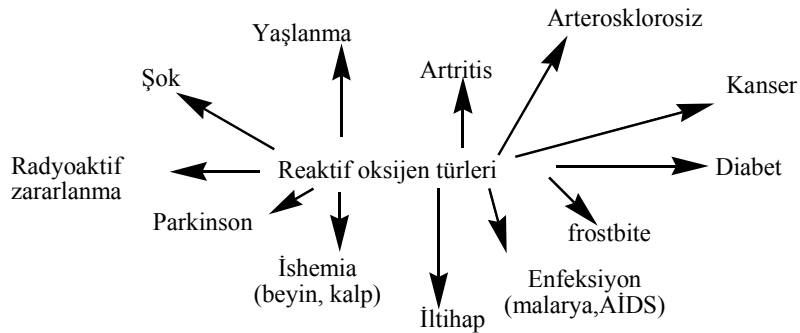 Arterosklorosiz
Yaşlanma
Artritis
Şok
Kanser
Radyoaktif
zararlanma
Reaktif oksijen türleri
Diabet
Parkinson
frostbite
İshemia
(beyin, kalp)
Enfeksiyon
(malarya,AİDS)
İltihap